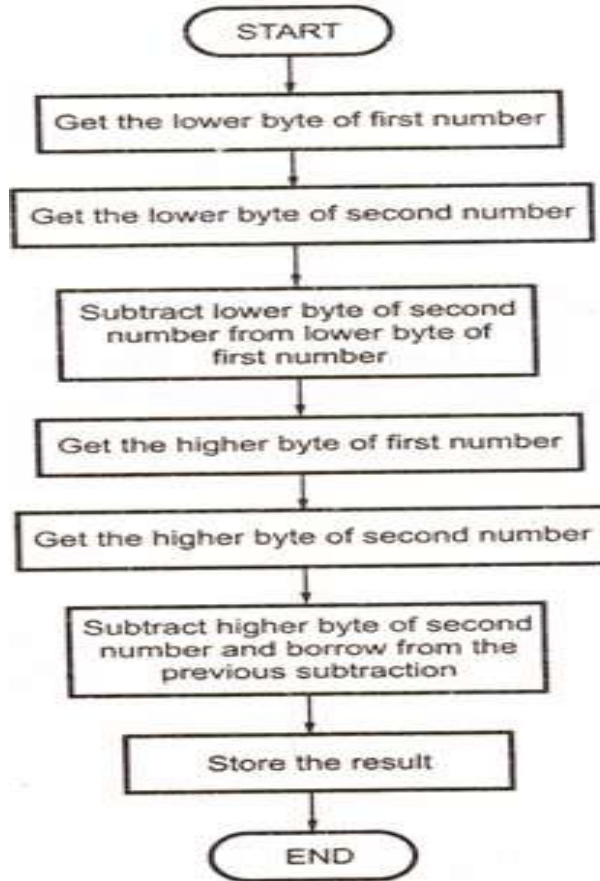 START
Get the lower byte of first number
Get the lower byte of second number
Subtract lower byte of second
number from lower byte of
first number
Get the higher byte of first number
Get the higher byte of second number
Subtract higher byte of second
number and borrow from the
previous subtraction
Store the result
END